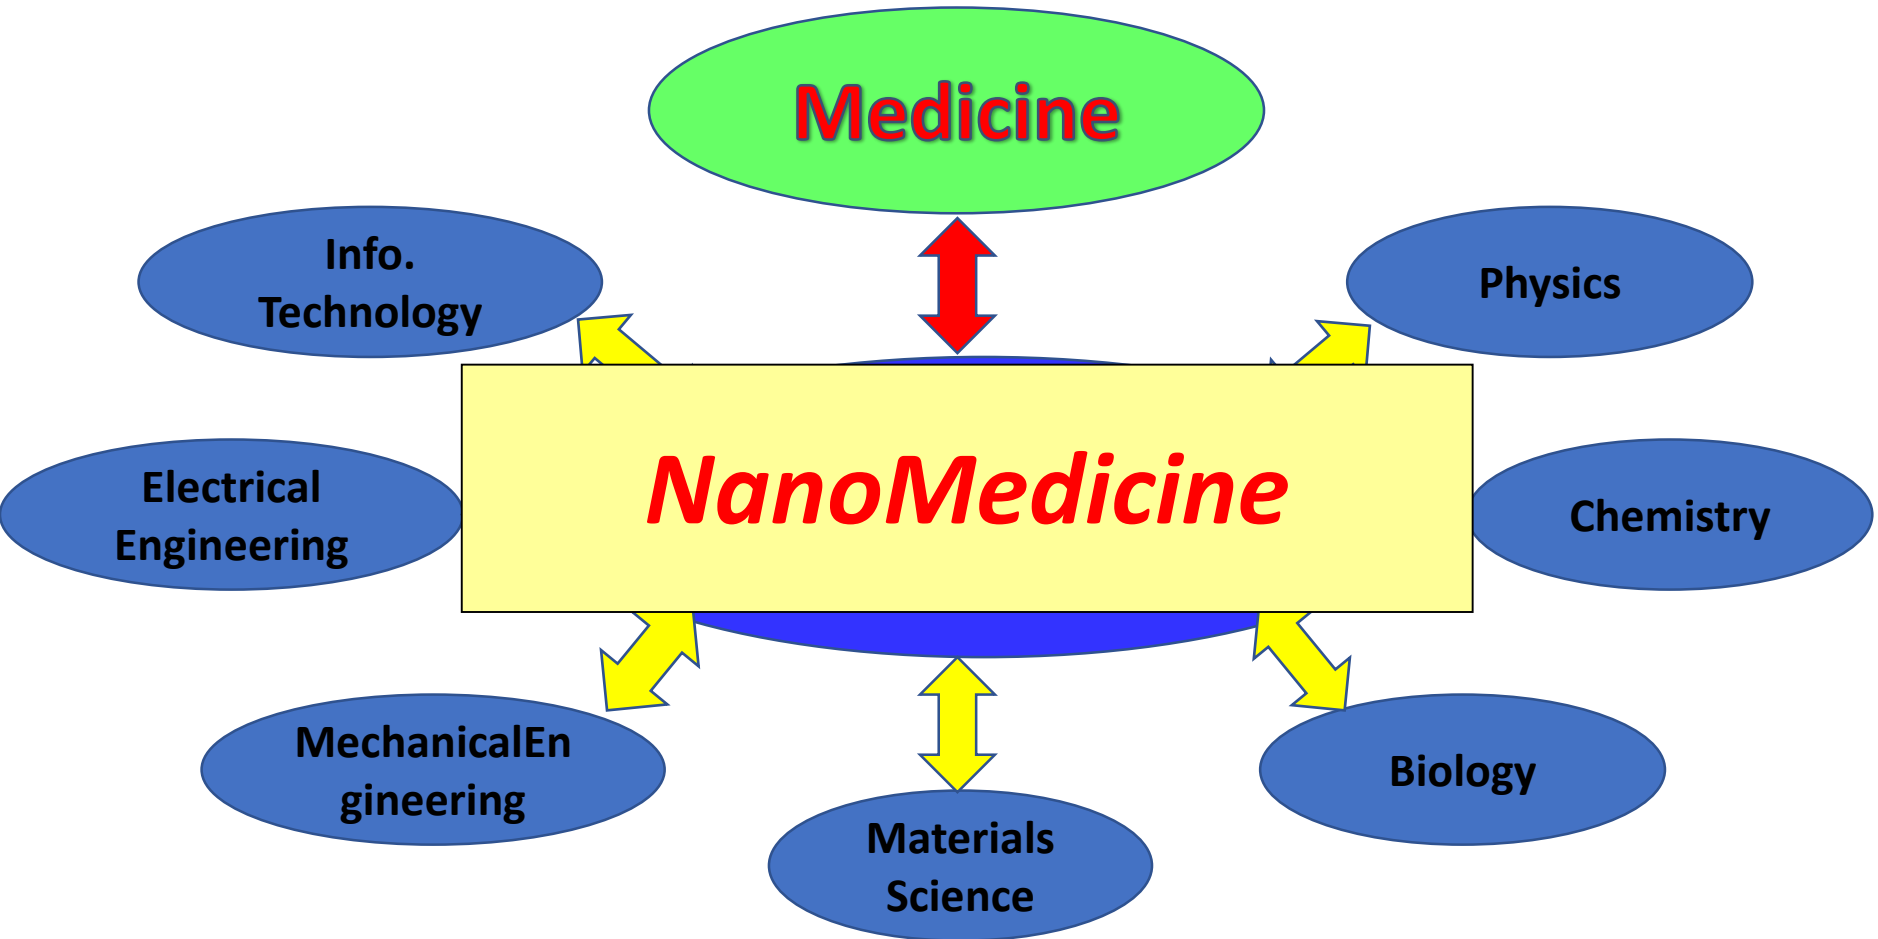 Medicine
Info.
Technology
Physics
NanoMedicine
Electrical
Engineering
Chemistry
MechanicalEn
gineering
Biology
Materials
Science